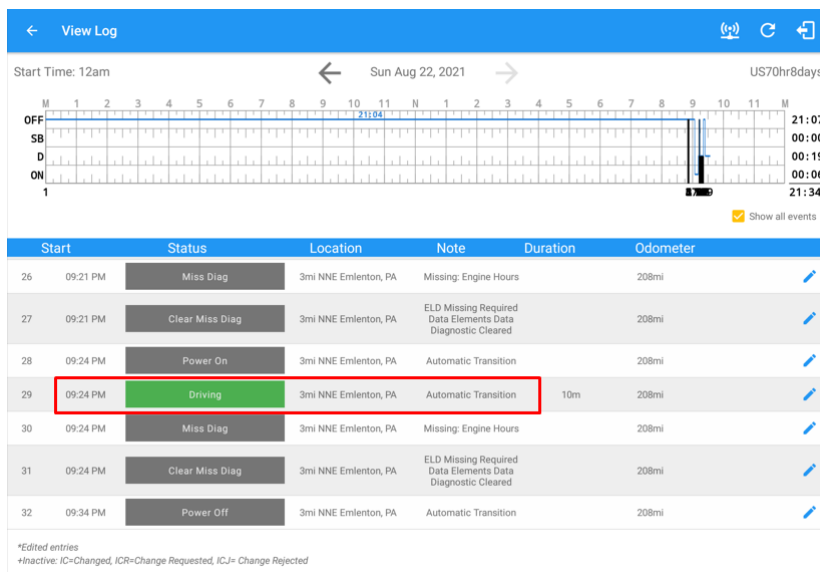 View Log
Start Time: 12am
Sun Aug 22, 2021
US70hr8days
M 1 2 3 4 5 6 7 8 9 10 11 N 1 2 3 4 5 6 7 8 9 10 11 M
21:04
OFF 21:07
SB 00:00
D 00:19
ON 00:06
1 21:34
Show all events
Start Status Location Note Duration Odometer
26 09:21 PM Miss Diag 3mi NNE Emlenton, PA Missing: Engine Hours 208mi
27 09:21 PM Clear Miss Diag 3mi NNE Emlenton, PA ELD Missing Required
Data Elements Data
Diagnostic Cleared 208mi
28 09:24 PM Power On 3mi NNE Emlenton, PA Automatic Transition 208mi
29 09:24 PM Driving 3mi NNE Emlenton, PA Automatic Transition 10m 208mi
30 09:24 PM Miss Diag 3mi NNE Emlenton, PA Missing: Engine Hours 208mi
31 09:24 PM Clear Miss Diag 3mi NNE Emlenton, PA ELD Missing Required
Data Elements Data
Diagnostic Cleared 208mi
32 09:34 PM Power Off 3mi NNE Emlenton, PA Automatic Transition 208mi
*Edited entries
+Inactive: IC=Changed, ICR=Change Requested, ICJ= Change Rejected